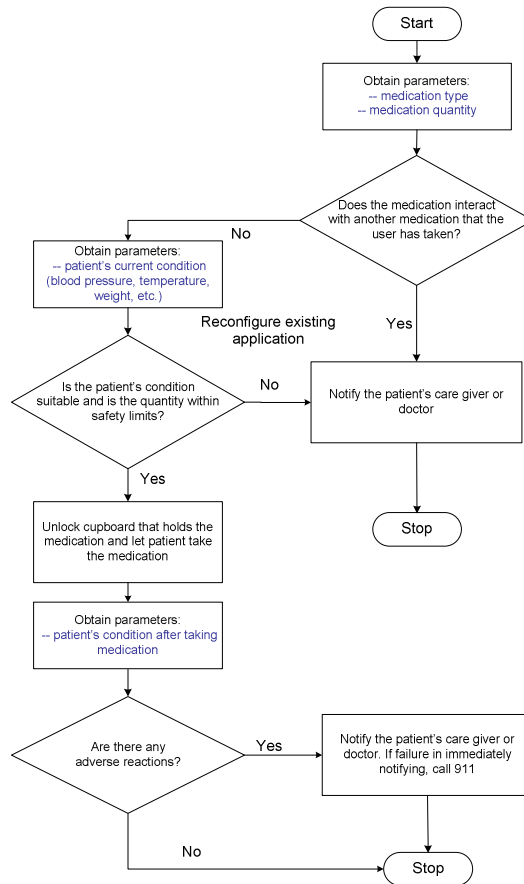 Start
Obtain parameters:
-- medication type
-- medication quantity
Does the medication interact
with another medication that the
user has taken?
No
Obtain parameters:
-- patient's current condition
(blood pressure, temperature,
weight, etc.)
Yes
Reconfigure existing
application
Is the patient's condition
suitable and is the quantity within
safety limits?
No
Notify the patient's care giver or
doctor
Yes
Stop
Unlock cupboard that holds the
medication and let patient take
the medication
Obtain parameters:
-- patient's condition after taking
medication
Are there any
adverse reactions?
Yes
Notify the patient's care giver or
doctor. If failure in immediately
notifying, call 911
No
Stop